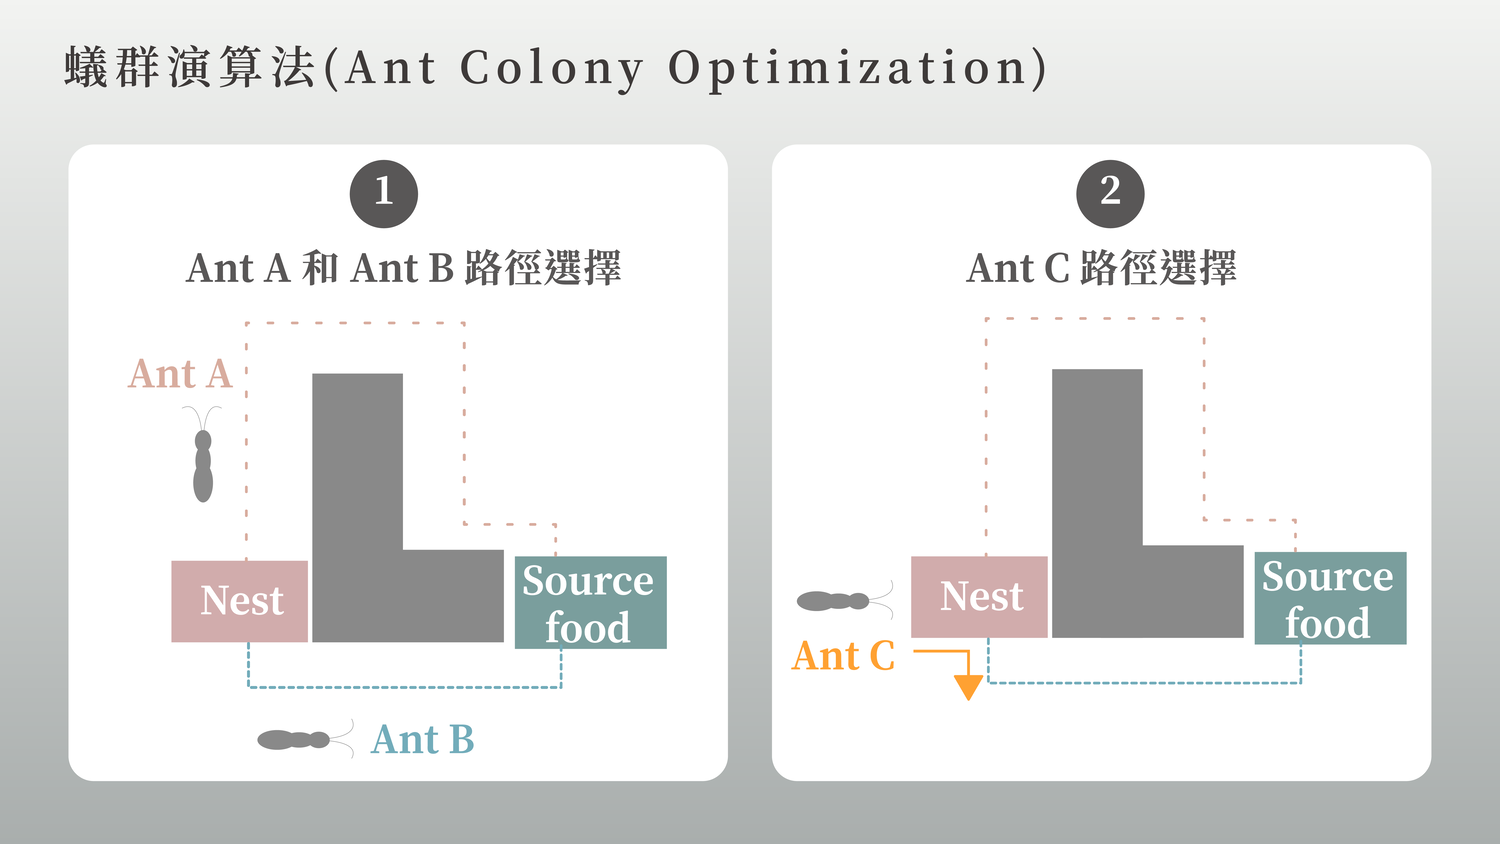 蟻群演算法(Ant Colony Optimization)
1
Ant A 和 Ant B 路徑選擇
Ant A
Nest
Source
food
Ant B
2
Ant C 路徑選擇
Nest
Source
food
Ant C